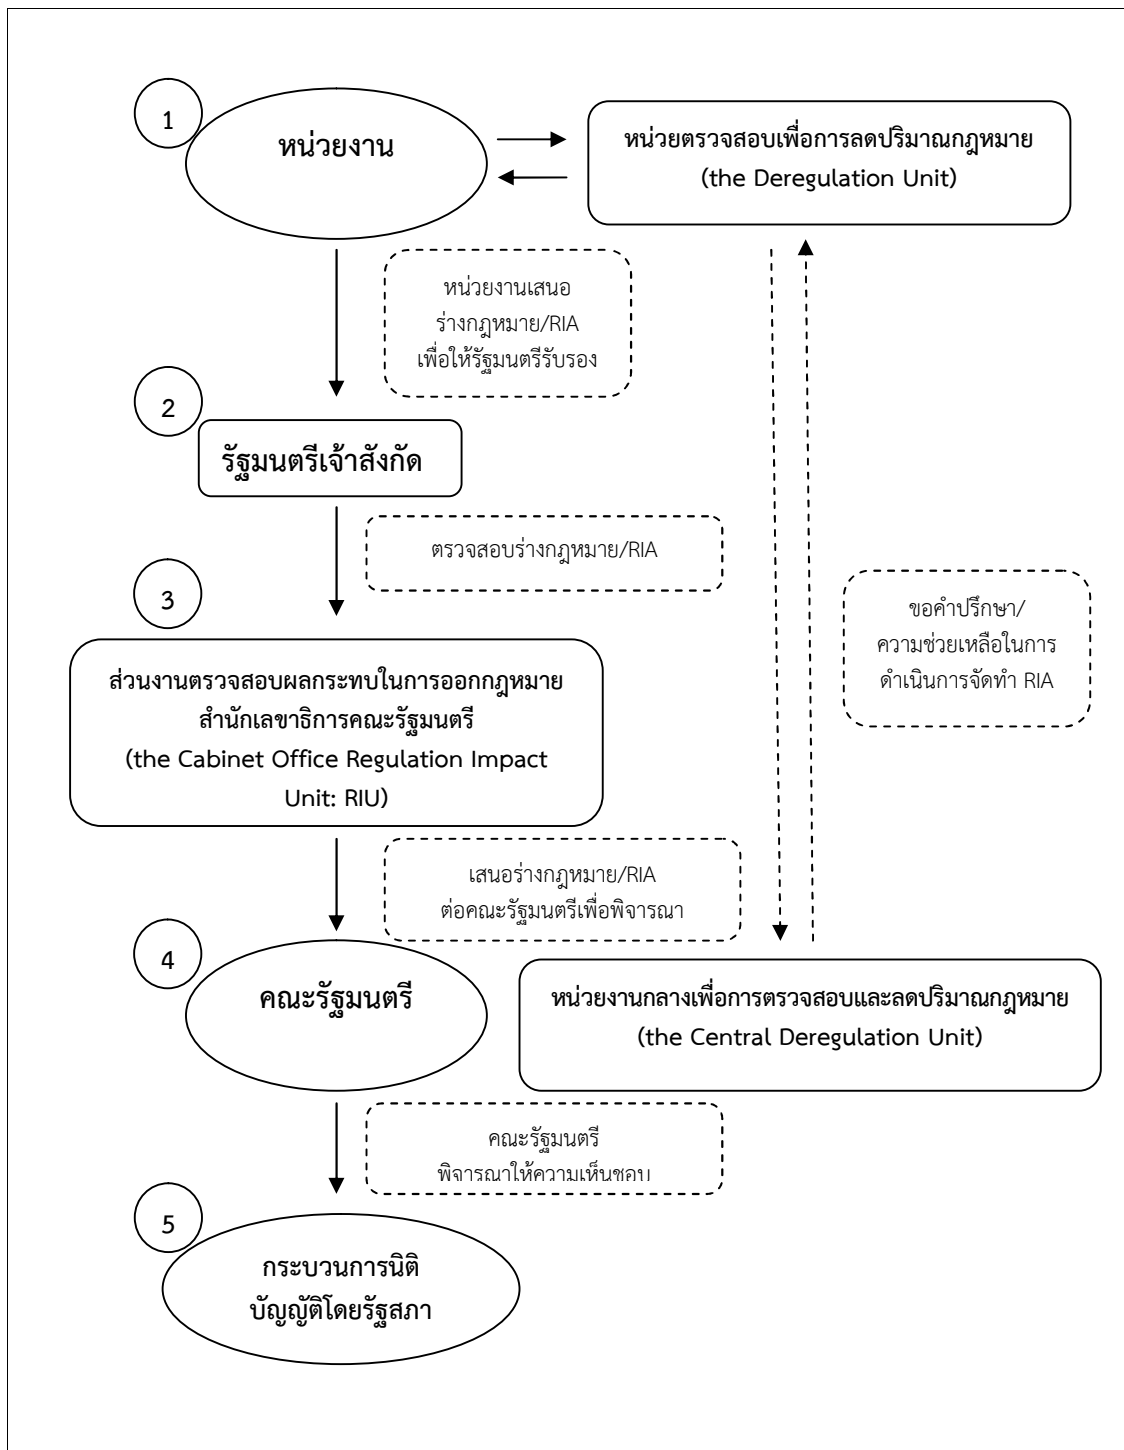 1
หน่วยงาน
หน่วยตรวจสอบเพื่อการลดปริมาณกฎหมาย
(the Deregulation Unit)
หน่วยงานเสนอ
ร่างกฎหมาย/RIA
เพื่อให้รัฐมนตรีรับรอง
2
รัฐมนตรีเจ้าสังกัด
ตรวจสอบร่างกฎหมาย/RIA
3
ส่วนงานตรวจสอบผลกระทบในการออกกฎหมาย
สำนักเลขาธิการคณะรัฐมนตรี
(the Cabinet Office Regulation Impact
Unit: RIU)
ขอคำปรึกษา/
ความช่วยเหลือในการ
ดำเนินการจัดทำ RIA
เสนอร่างกฎหมาย/RIA
ต่อคณะรัฐมนตรีเพื่อพิจารณา
4
คณะรัฐมนตรี
หน่วยงานกลางเพื่อการตรวจสอบและลดปริมาณกฎหมาย
(the Central Deregulation Unit)
คณะรัฐมนตรี
พิจารณาให้ความเห็นชอบ
5
กระบวนการนิติ
บัญญัติโดยรัฐสภา